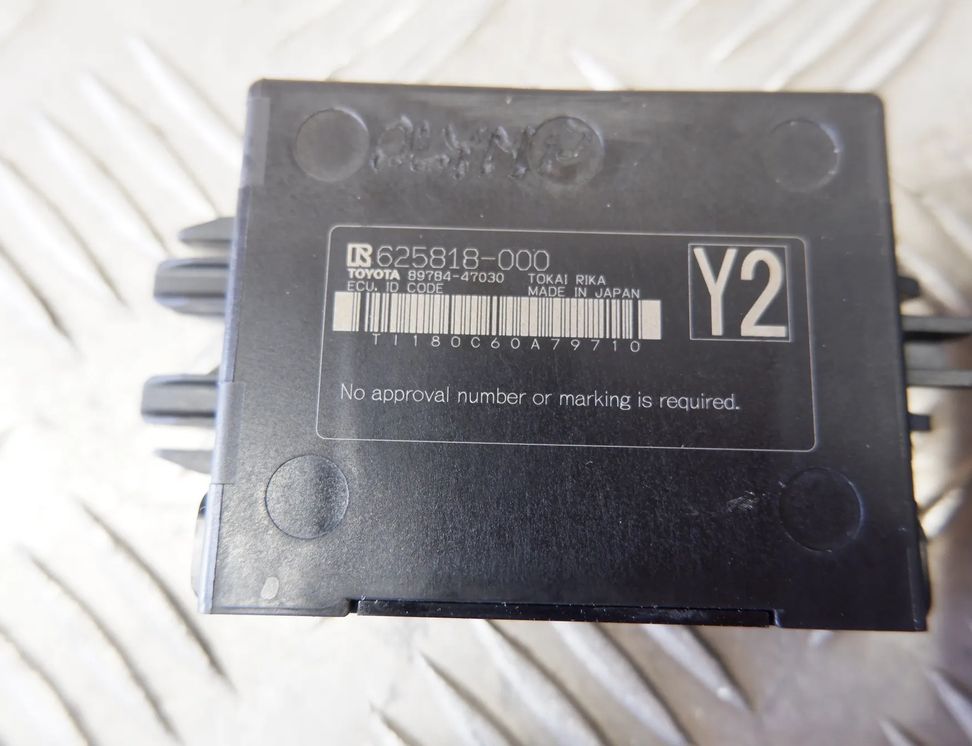 625818-000
TOYOTA 89784-47030 TOKAI RIKA
ECU. ID CODE MADE IN JAPAN
TI180C60A79710
Y2
No approval number or marking is required.